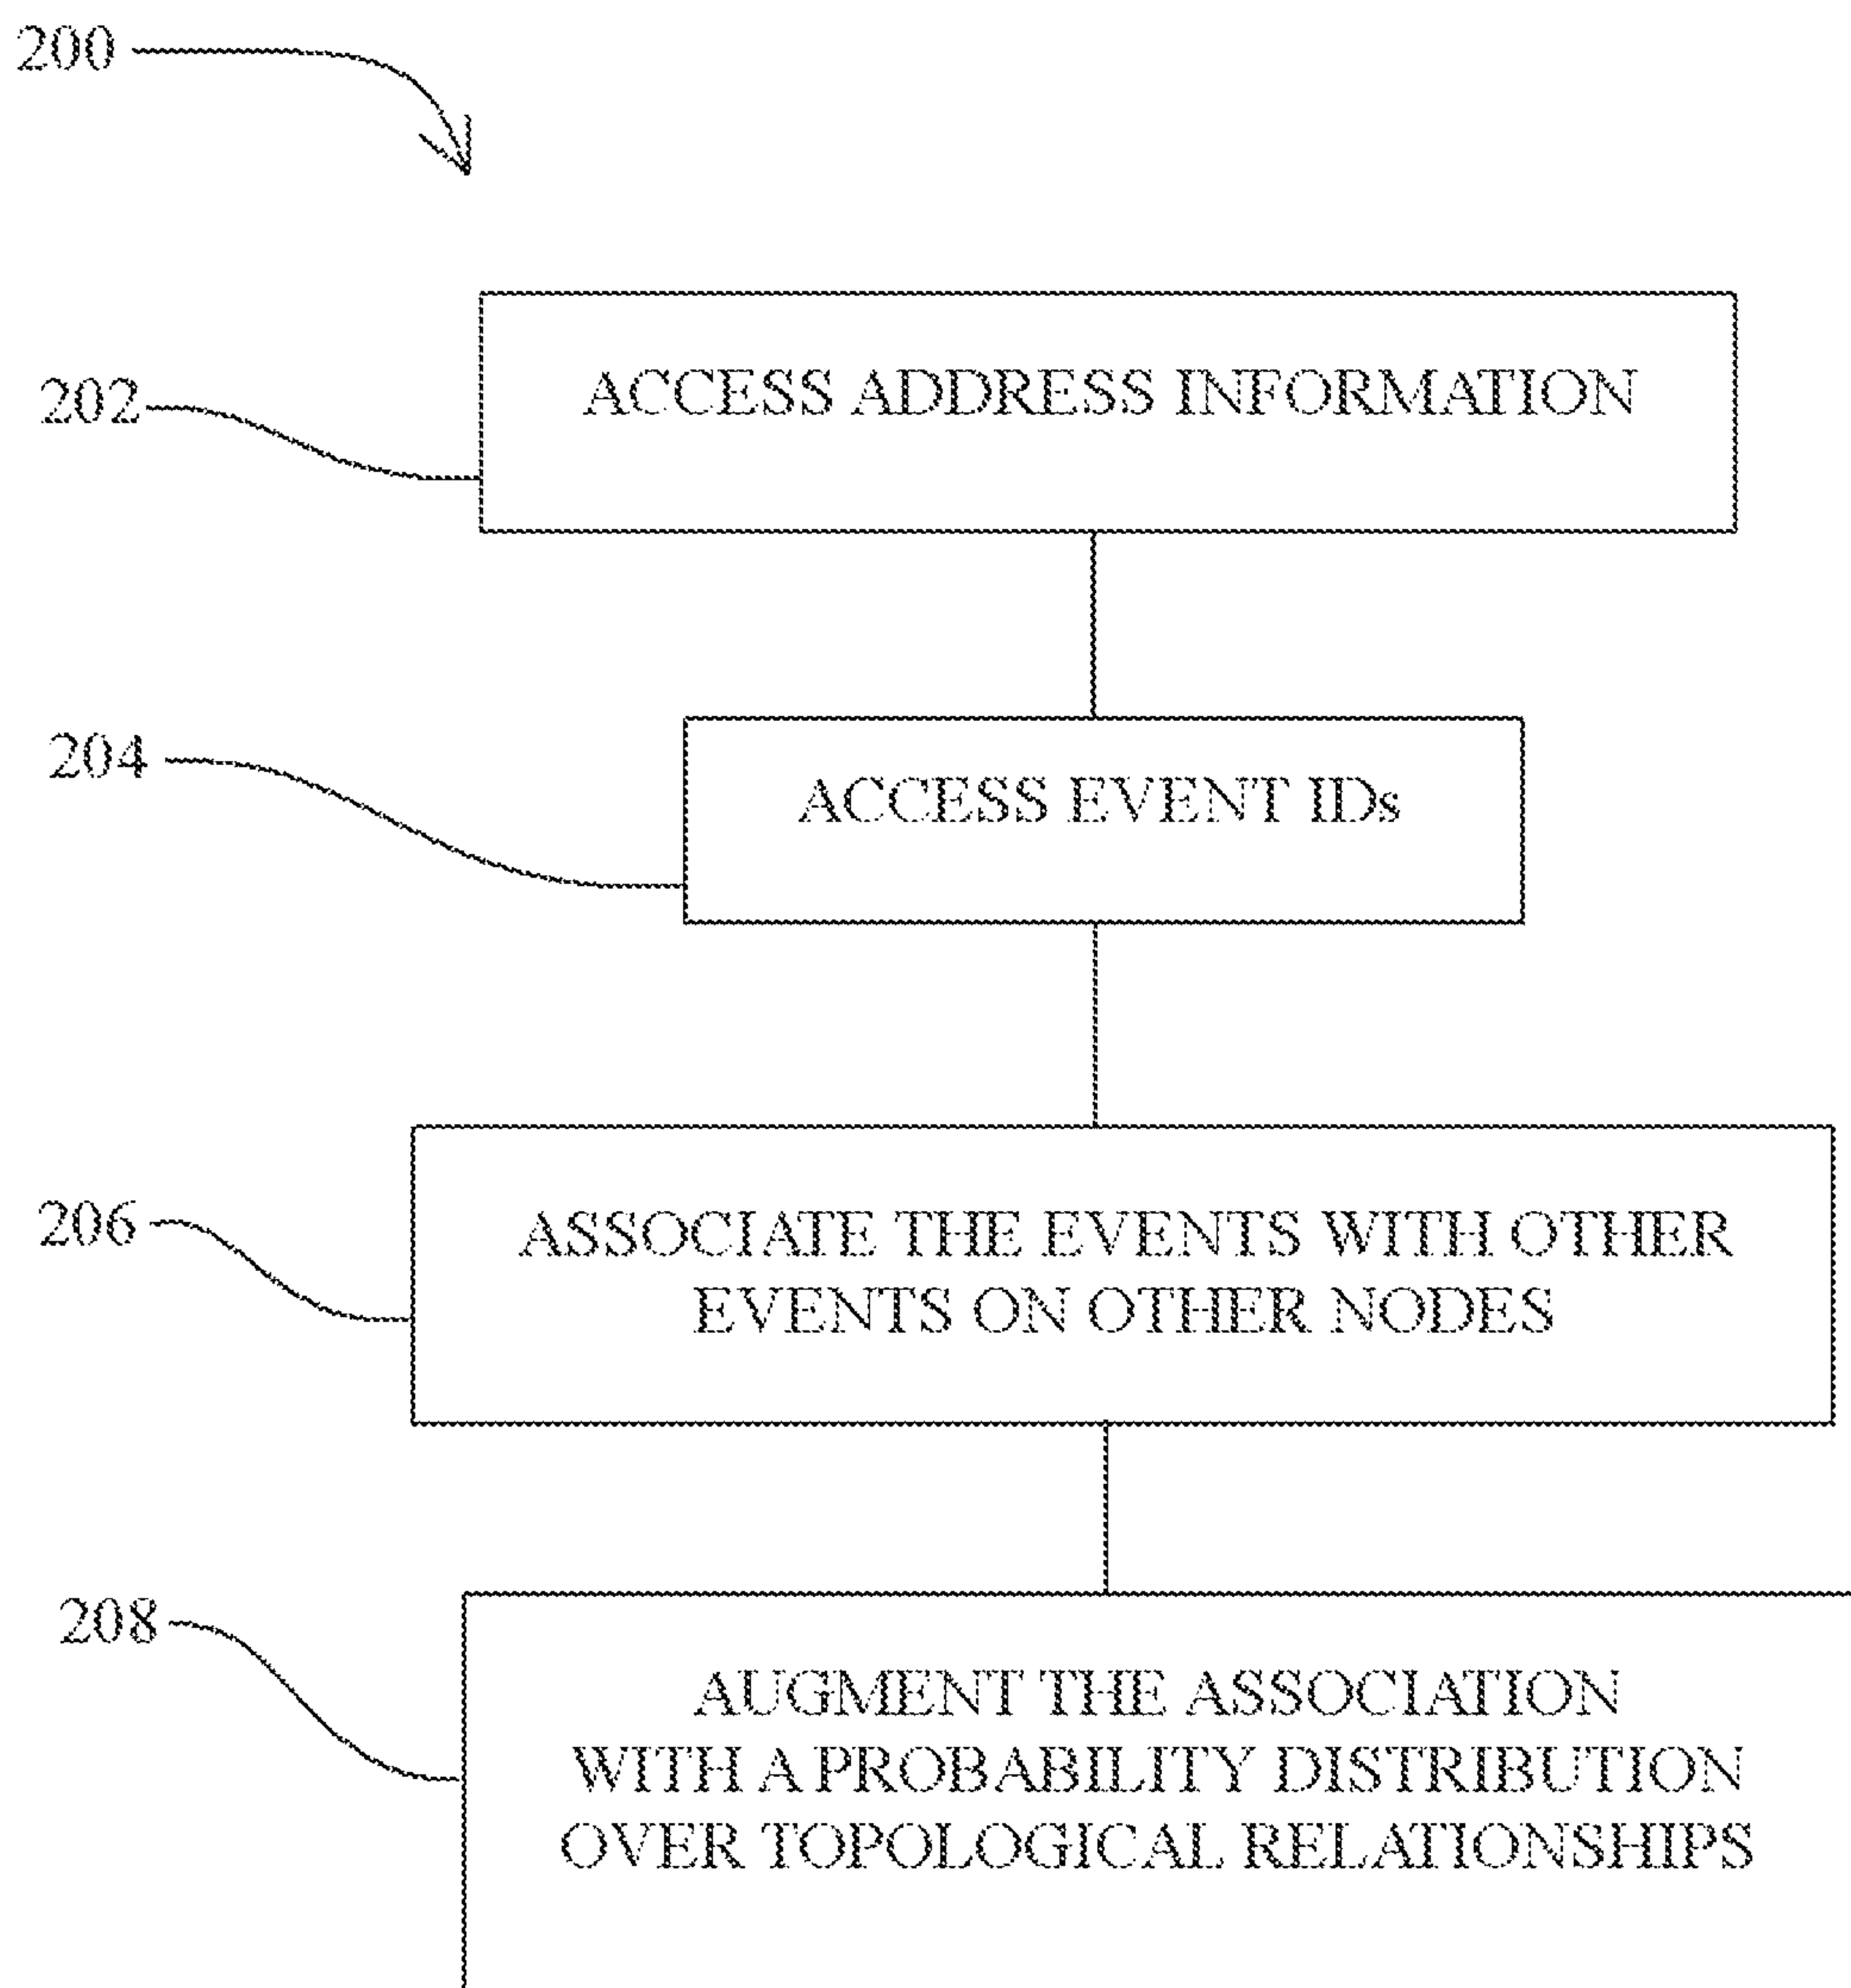 200
202
ACCESS ADDRESS INFORMATION
204
ACCESS EVENT IDs
206
ASSOCIATE THE EVENTS WITH OTHER
EVENTS ON OTHER NODES
208
AUGMENT THE ASSOCIATION
WITH A PROBABILITY DISTRIBUTION
OVER TOPOLOGICAL RELATIONSHIPS